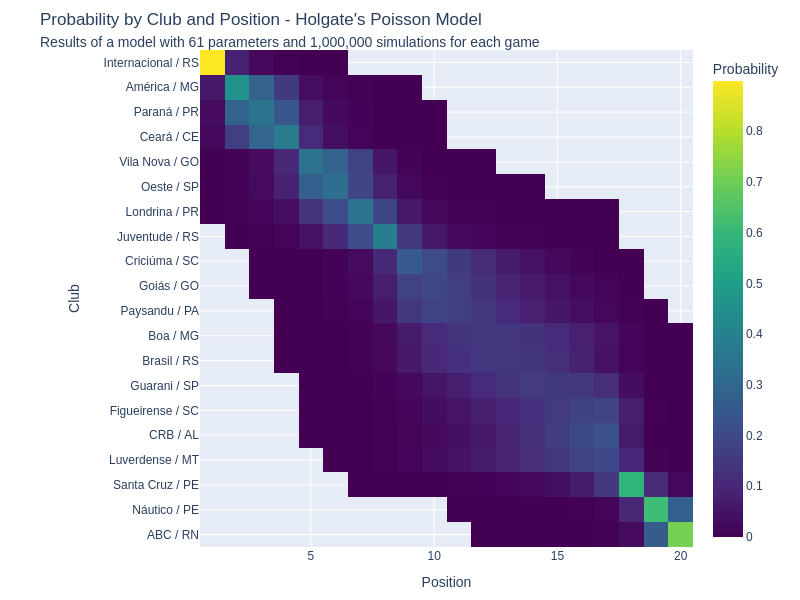 Probability by Club and Position - Holgate's Poisson Model
Results of a model with 61 parameters and 1,000,000 simulations for each game
Probability
Internacional / RS
América / MG
Paraná / PR
Ceará / CE
Vila Nova / GO
Oeste / SP
Londrina / PR
Juventude / RS
Criciúma / SC
Goiás / GO
Paysandu / PA
Boa / MG
Brasil / RS
Guarani / SP
Figueirense / SC
CRB / AL
Luverdense / MT
Santa Cruz / PE
Náutico / PE
ABC / RN
Club
5
10
15
20
Position
0.8
0.7
0.6
0.5
0.4
0.3
0.2
0.1
0